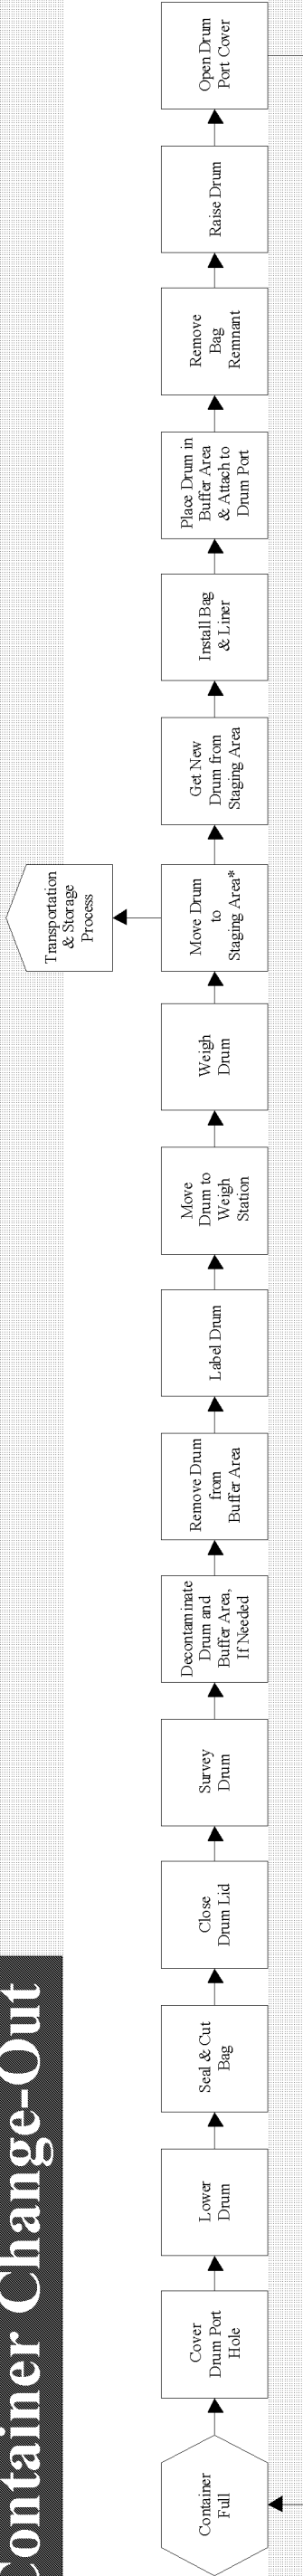 ontainer Change-Out
Container
Full
Cover
Drum Port
Hole
Lower
Drum
Seal & Cut
Bag
Close
Drum Lid
Survey
Drum
Decontaminate
Drum and
Buffer Area,
If Needed
Remove Drum
from
Buffer Area
Label Drum
Move
Drum to
Weigh
Station
Weigh
Drum
Move Drum
to
Staging Area*
Transportation
& Storage
Process
Get New
Drum from
Staging Area
Install Bag
& Liner
Place Drum in
Buffer Area
& Attach to
Drum Port
Remove
Bag
Remnant
Raise Drum
Open Drum
Port Cover